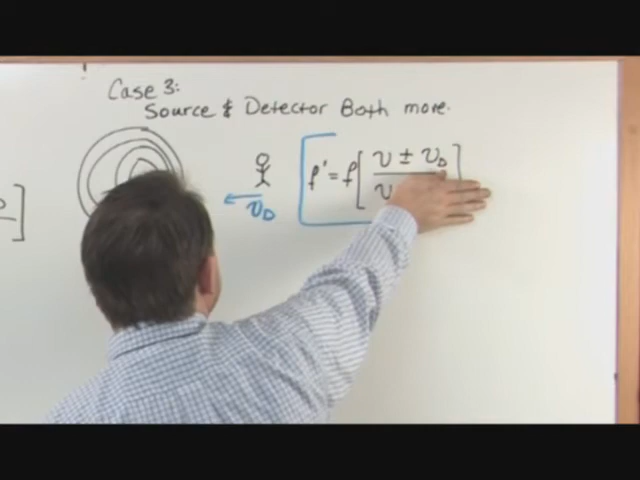 Case 3:
Source & Detector Both move.
f' = f[ v ± v_D / v ]
v_D
]